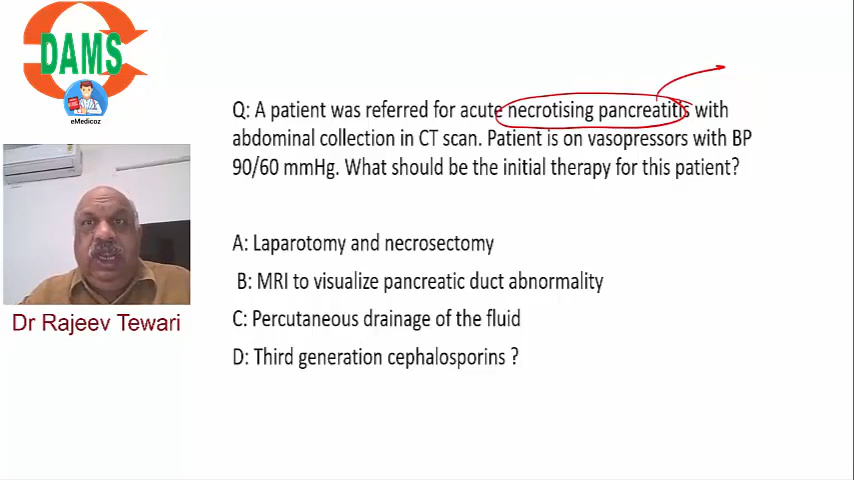 DAMS
eMedicoz
Q: A patient was referred for acute necrotising pancreatitis with
abdominal collection in CT scan. Patient is on vasopressors with BP
90/60 mmHg. What should be the initial therapy for this patient?
A: Laparotomy and necrosectomy
B: MRI to visualize pancreatic duct abnormality
C: Percutaneous drainage of the fluid
D: Third generation cephalosporins ?
Dr Rajeev Tewari